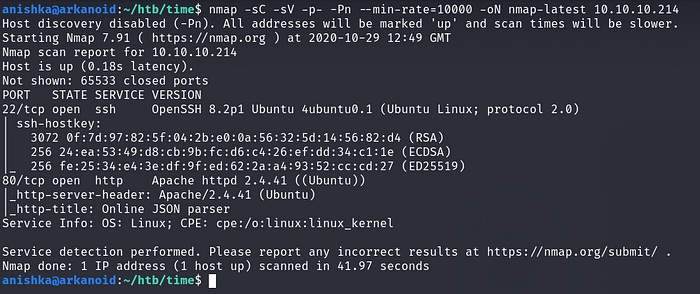 anishka@arkanoid:~/htb/time$ nmap -sC -sV -p- -Pn --min-rate=10000 -oN nmap-latest 10.10.10.214
Host discovery disabled (-Pn). All addresses will be marked 'up' and scan times will be slower.
Starting Nmap 7.91 ( https://nmap.org ) at 2020-10-29 12:49 GMT
Nmap scan report for 10.10.10.214
Host is up (0.18s latency).
Not shown: 65533 closed ports
PORT   STATE SERVICE VERSION
22/tcp open  ssh     OpenSSH 8.2p1 Ubuntu 4ubuntu0.1 (Ubuntu Linux; protocol 2.0)
| ssh-hostkey:
|   3072 0f:7d:97:82:5f:04:2b:e0:0a:56:32:5d:14:56:82:d4 (RSA)
|   256 24:ea:53:49:d8:cb:9b:fc:d6:c4:26:ef:dd:34:c1:1e (ECDSA)
|_  256 fe:25:34:e4:3e:df:9f:ed:62:2a:a4:93:52:cc:cd:27 (ED25519)
80/tcp open  http    Apache httpd 2.4.41 ((Ubuntu))
|_http-server-header: Apache/2.4.41 (Ubuntu)
|_http-title: Online JSON parser
Service Info: OS: Linux; CPE: cpe:/o:linux:linux_kernel

Service detection performed. Please report any incorrect results at https://nmap.org/submit/ .
Nmap done: 1 IP address (1 host up) scanned in 41.97 seconds
anishka@arkanoid:~/htb/time$